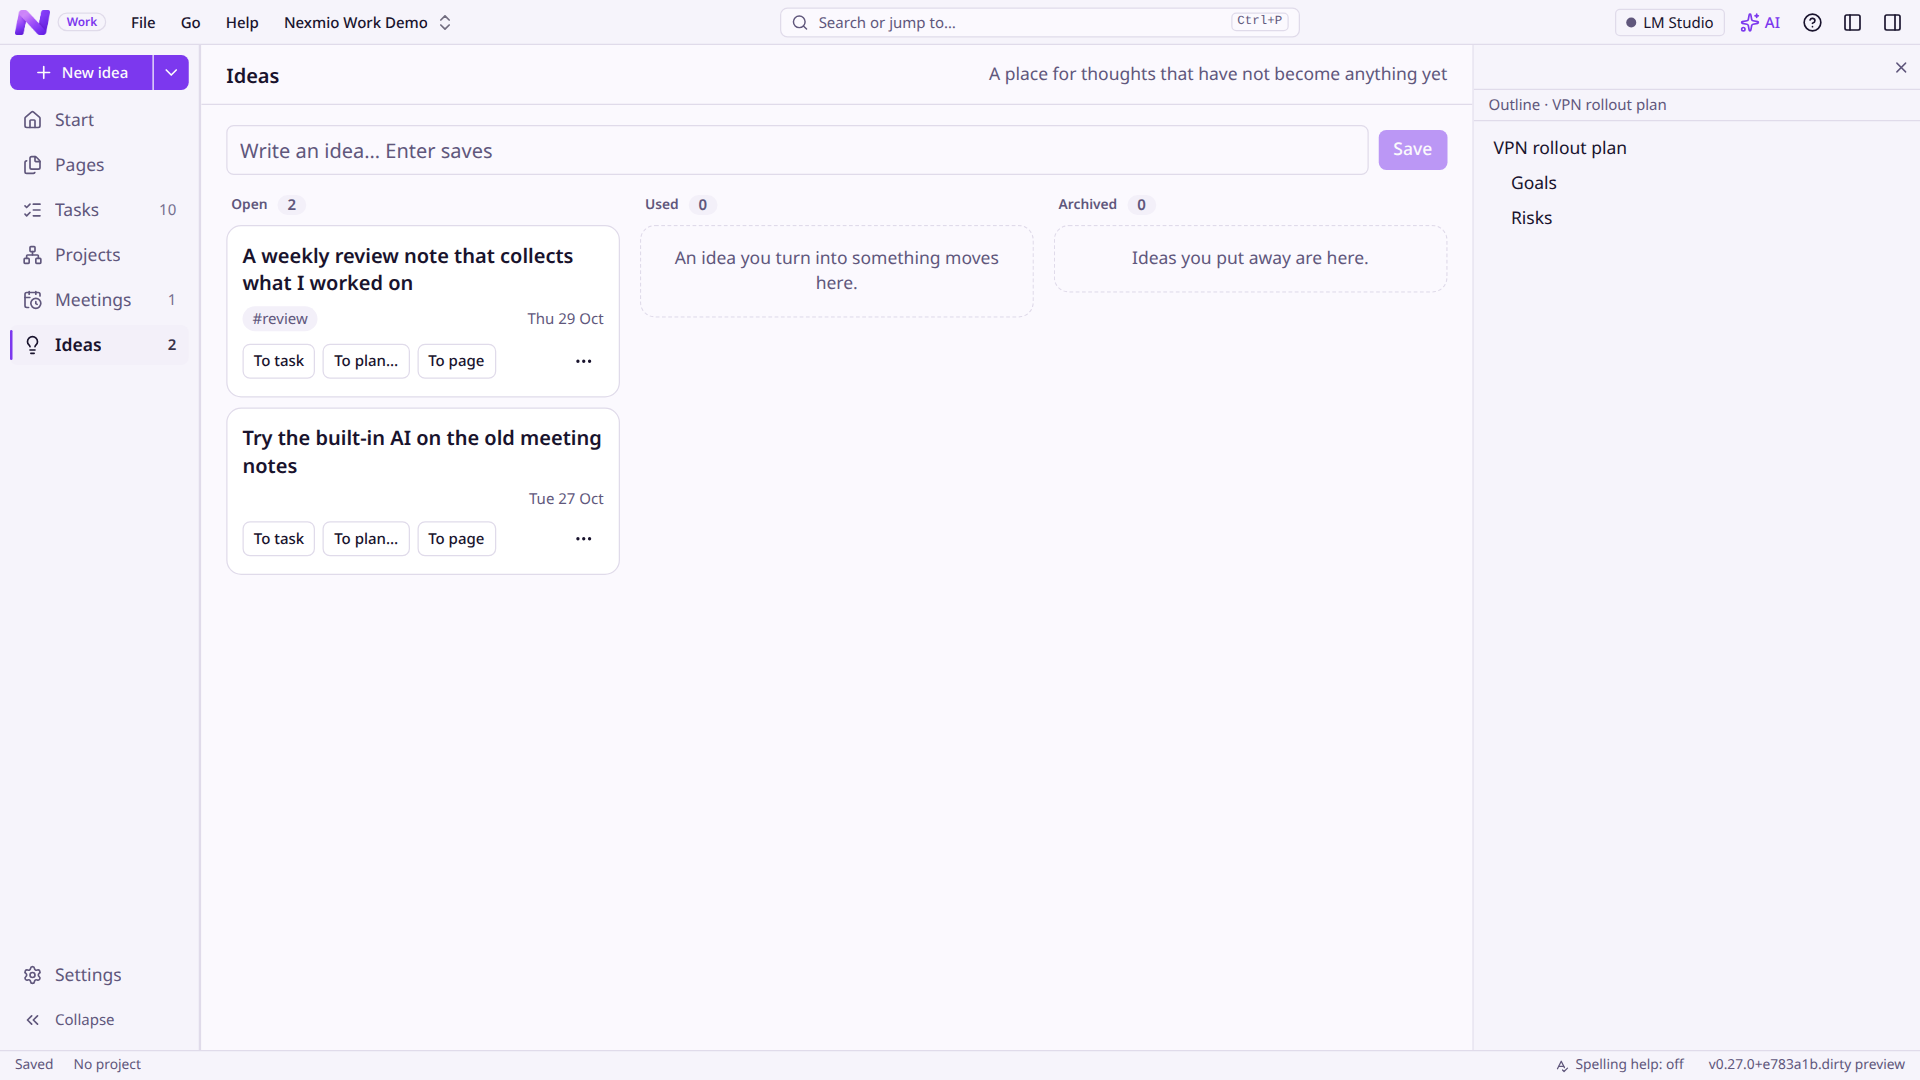 Work File Go Help Nexmio Work Demo Search or jump to... Ctrl+P LM Studio AI
New idea
Start
Pages
Tasks 10
Projects
Meetings 1
Ideas 2
Settings
Collapse
Ideas A place for thoughts that have not become anything yet
Write an idea... Enter saves Save
Open 2
A weekly review note that collects
what I worked on
#review Thu 29 Oct
To task To plan... To page
Try the built-in AI on the old meeting
notes
Tue 27 Oct
To task To plan... To page
Used 0
An idea you turn into something moves
here.
Archived 0
Ideas you put away are here.
Outline · VPN rollout plan
VPN rollout plan
Goals
Risks
Saved No project Spelling help: off v0.27.0+e783a1b.dirty preview